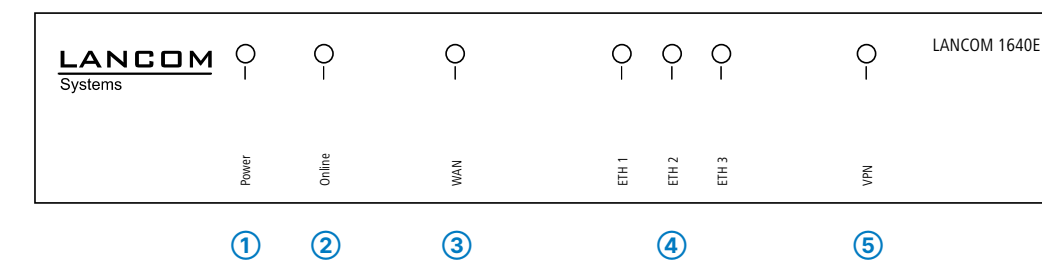 LANCOM
Systems
LANCOM 1640E
Power
Online
WAN
ETH 1
ETH 2
ETH 3
VPN
1
2
3
4
5